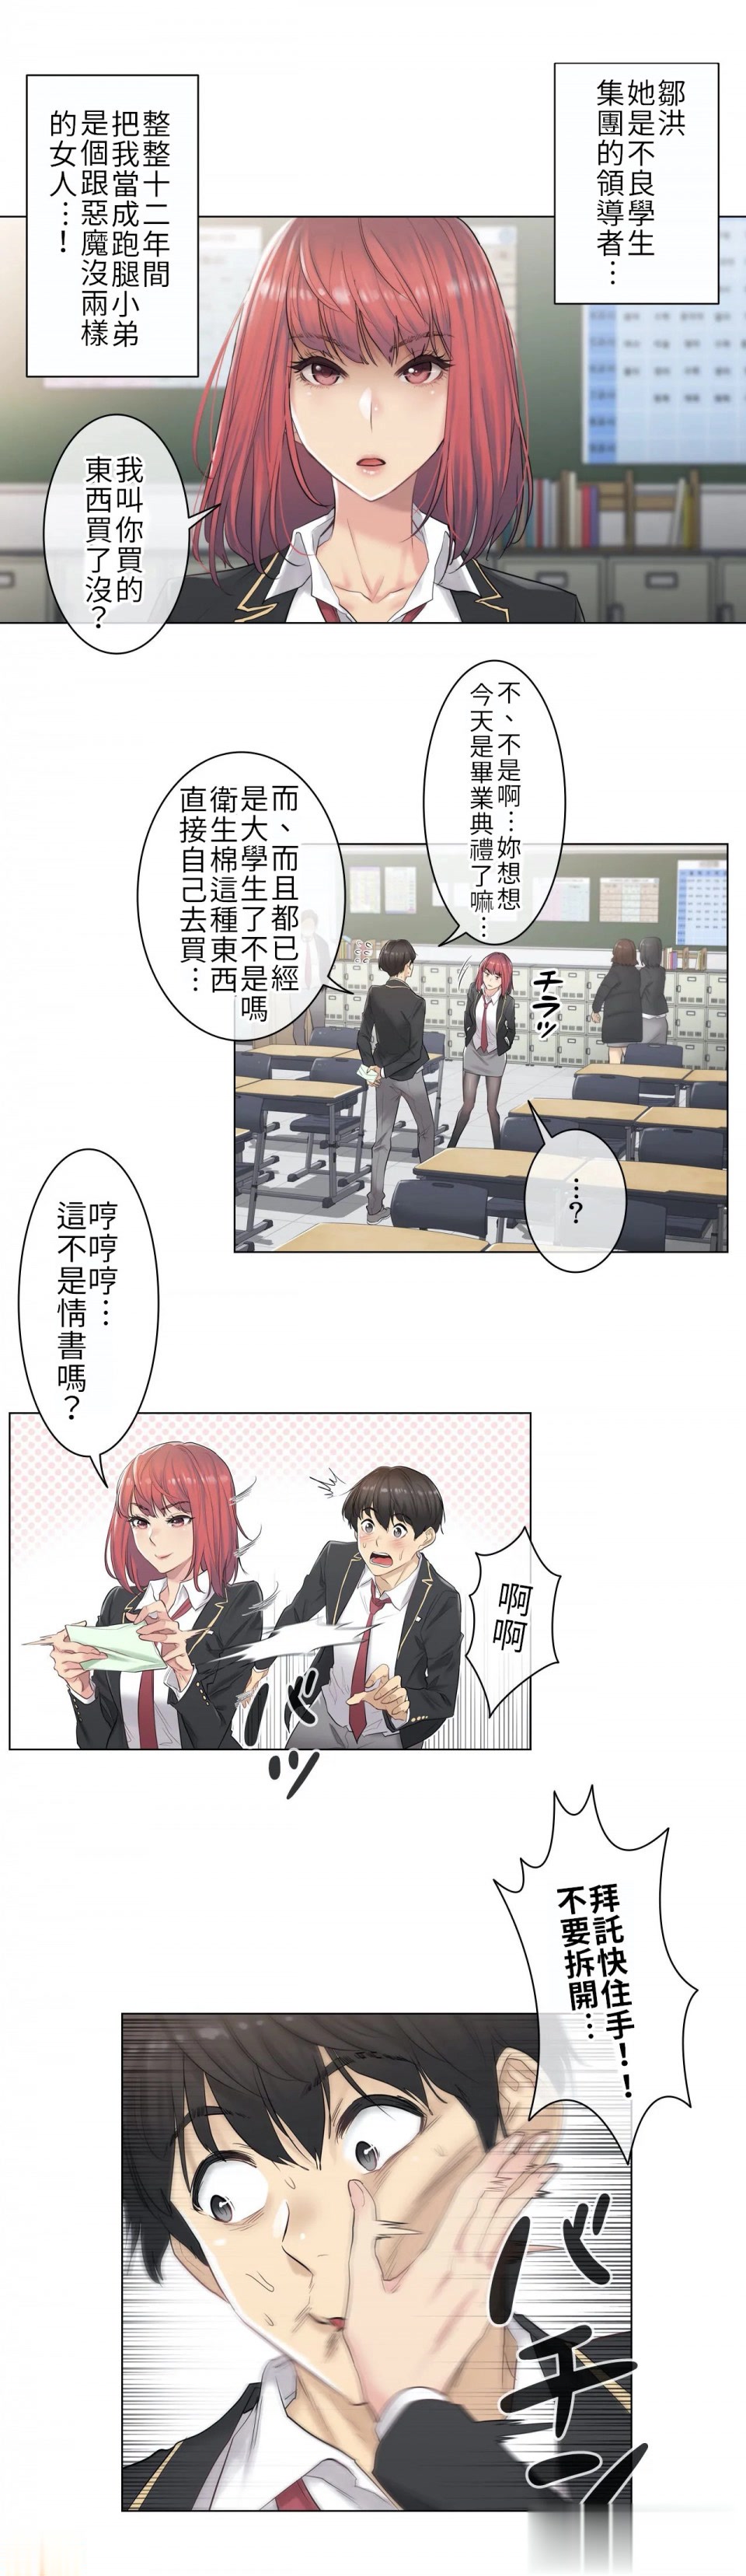 鄒洪
她是不良學生
集團的領導者…
整整十二年間
把我當成跑腿小弟
是個跟惡魔沒兩樣
的女人…！
我叫你買的
東西買了沒？
不、不是啊…妳想想
今天是畢業典禮了嘛…
而、而且都已經
是大學生了不是嗎
衛生棉這種東西
直接自己去買…
チラッ
…？
哼哼哼…
這不是情書嗎？
啊啊
バッ
拜託快住手！！
不要拆開…
バチン